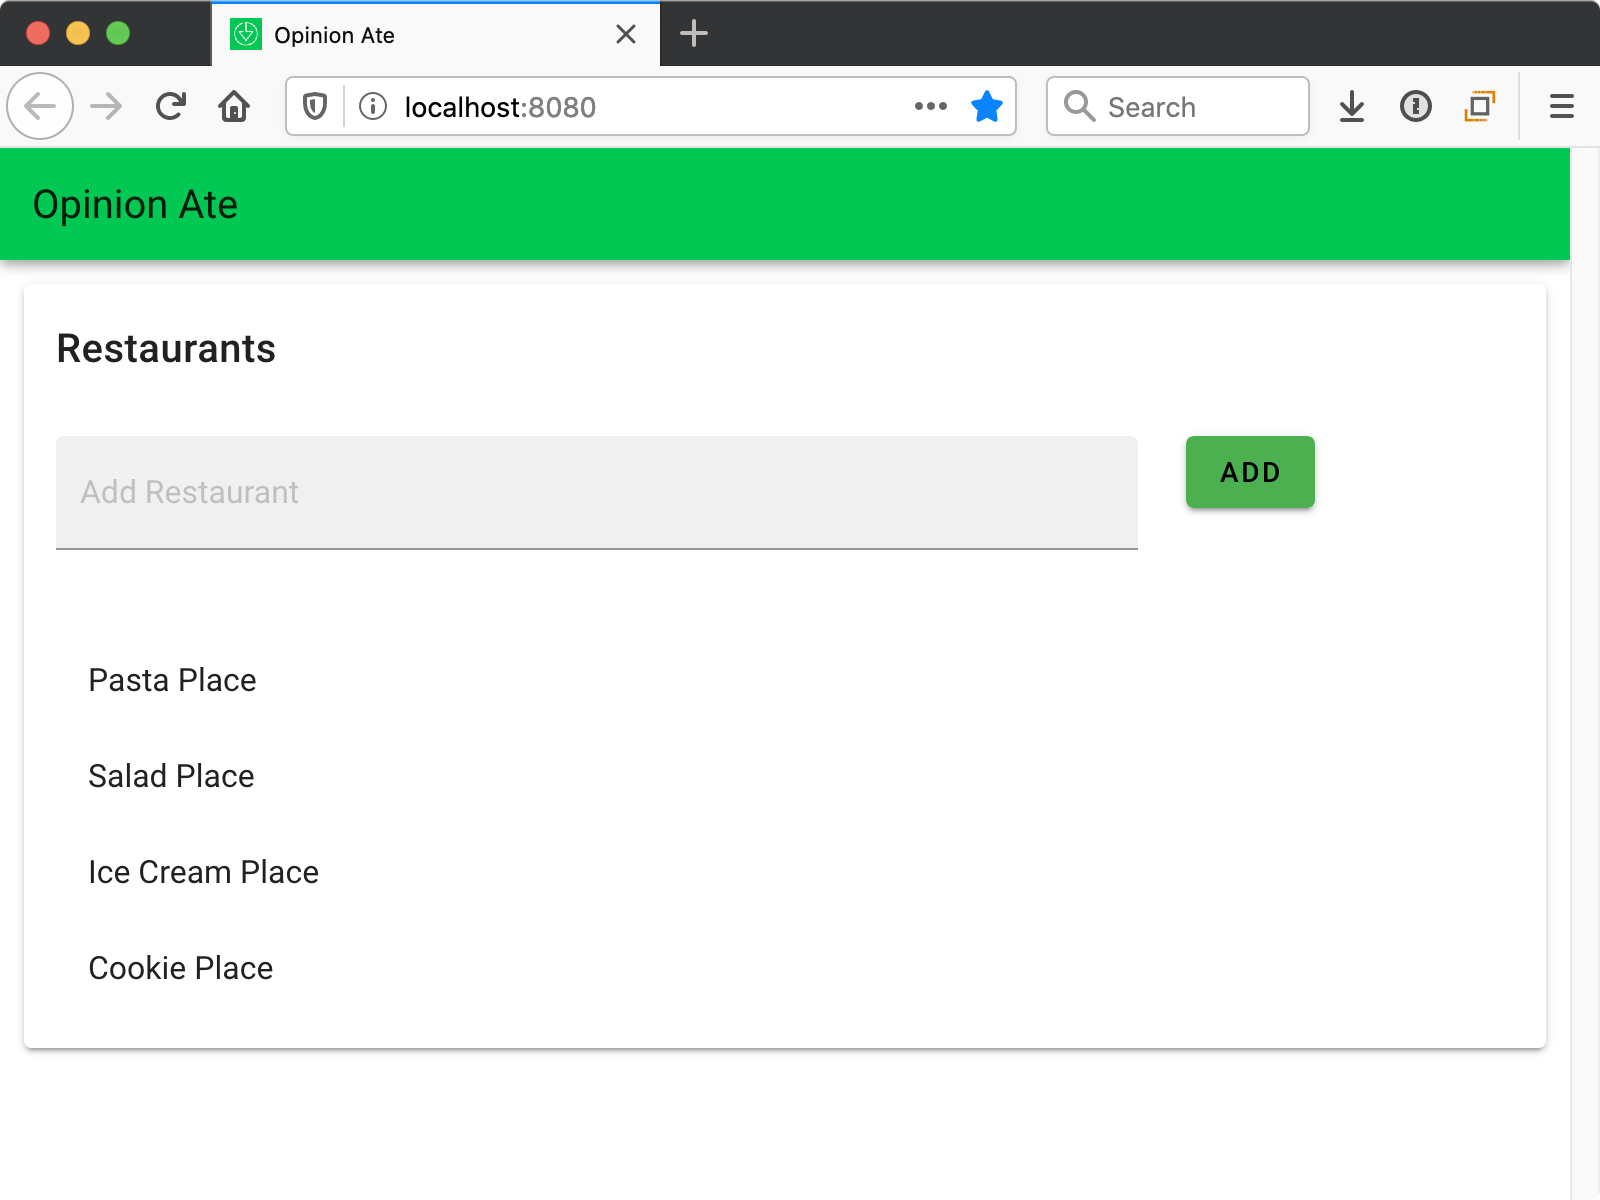 Opinion Ate
localhost:8080
Search
Opinion Ate
Restaurants
Add Restaurant
ADD
Pasta Place
Salad Place
Ice Cream Place
Cookie Place